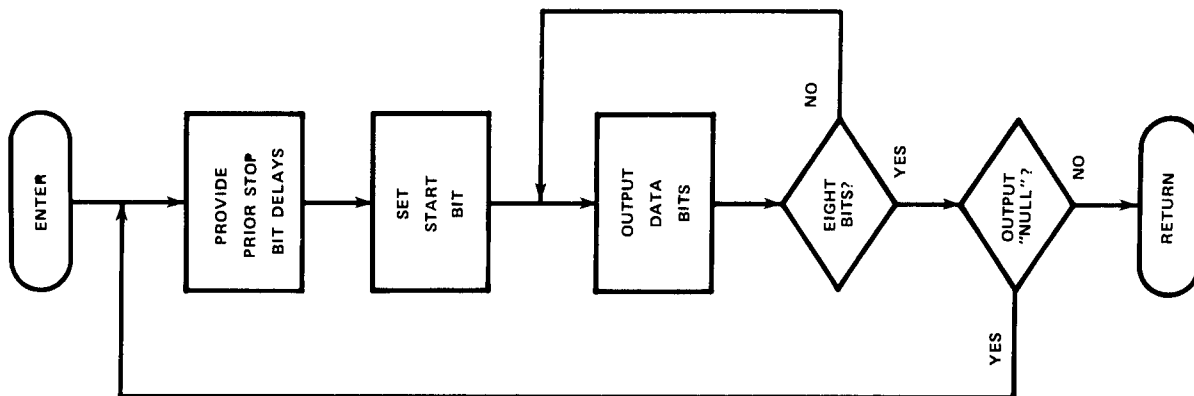 ENTER
PROVIDE
PRIOR STOP
BIT DELAYS
SET
START
BIT
OUTPUT
DATA
BITS
EIGHT
BITS?
NO
YES
OUTPUT
"NULL"?
YES
NO
RETURN